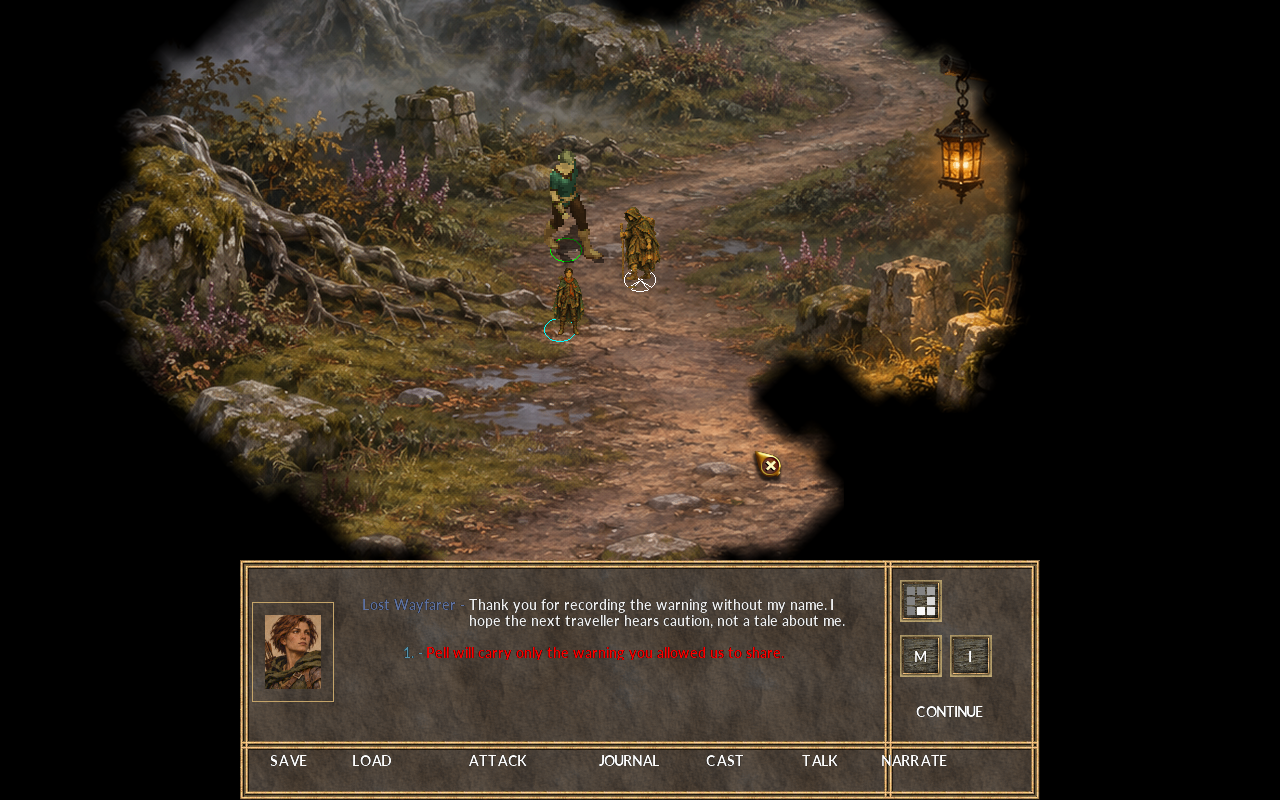 Lost Wayfarer - Thank you for recording the warning without my name. I
hope the next traveller hears caution, not a tale about me.
1. - Pell will carry only the warning you allowed us to share.
M I
CONTINUE
SAVE LOAD ATTACK JOURNAL CAST TALK NARRATE